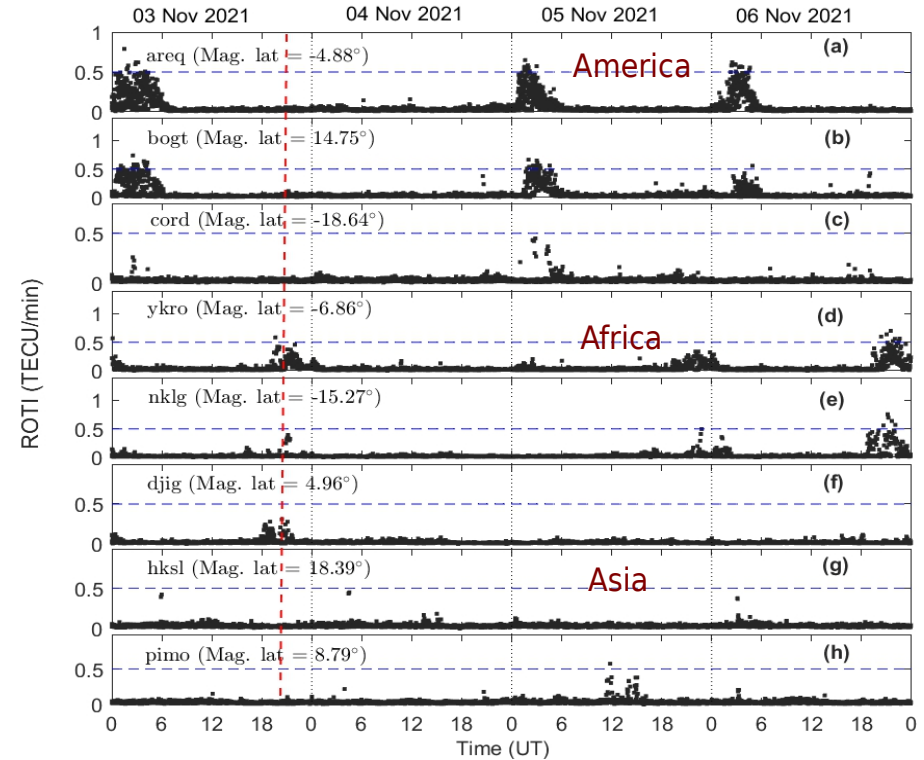 03 Nov 2021 04 Nov 2021 05 Nov 2021 06 Nov 2021
1
areq (Mag. lat = -4.88°) America (a)
0.5
0
bogt (Mag. lat = 14.75°) (b)
1
0.5
0
cord (Mag. lat = -18.64°) (c)
0.5
0
ykro (Mag. lat = -6.86°) Africa (d)
1
0.5
0
nklg (Mag. lat = -15.27°) (e)
1
0.5
0
djig (Mag. lat = 4.96°) (f)
0.5
0
hksl (Mag. lat = 18.39°) Asia (g)
0.5
0
pimo (Mag. lat = 8.79°) (h)
0.5
0
0 6 12 18 0 6 12 18 0 6 12 18 0 6 12 18 0
Time (UT)
ROTI (TECU/min)